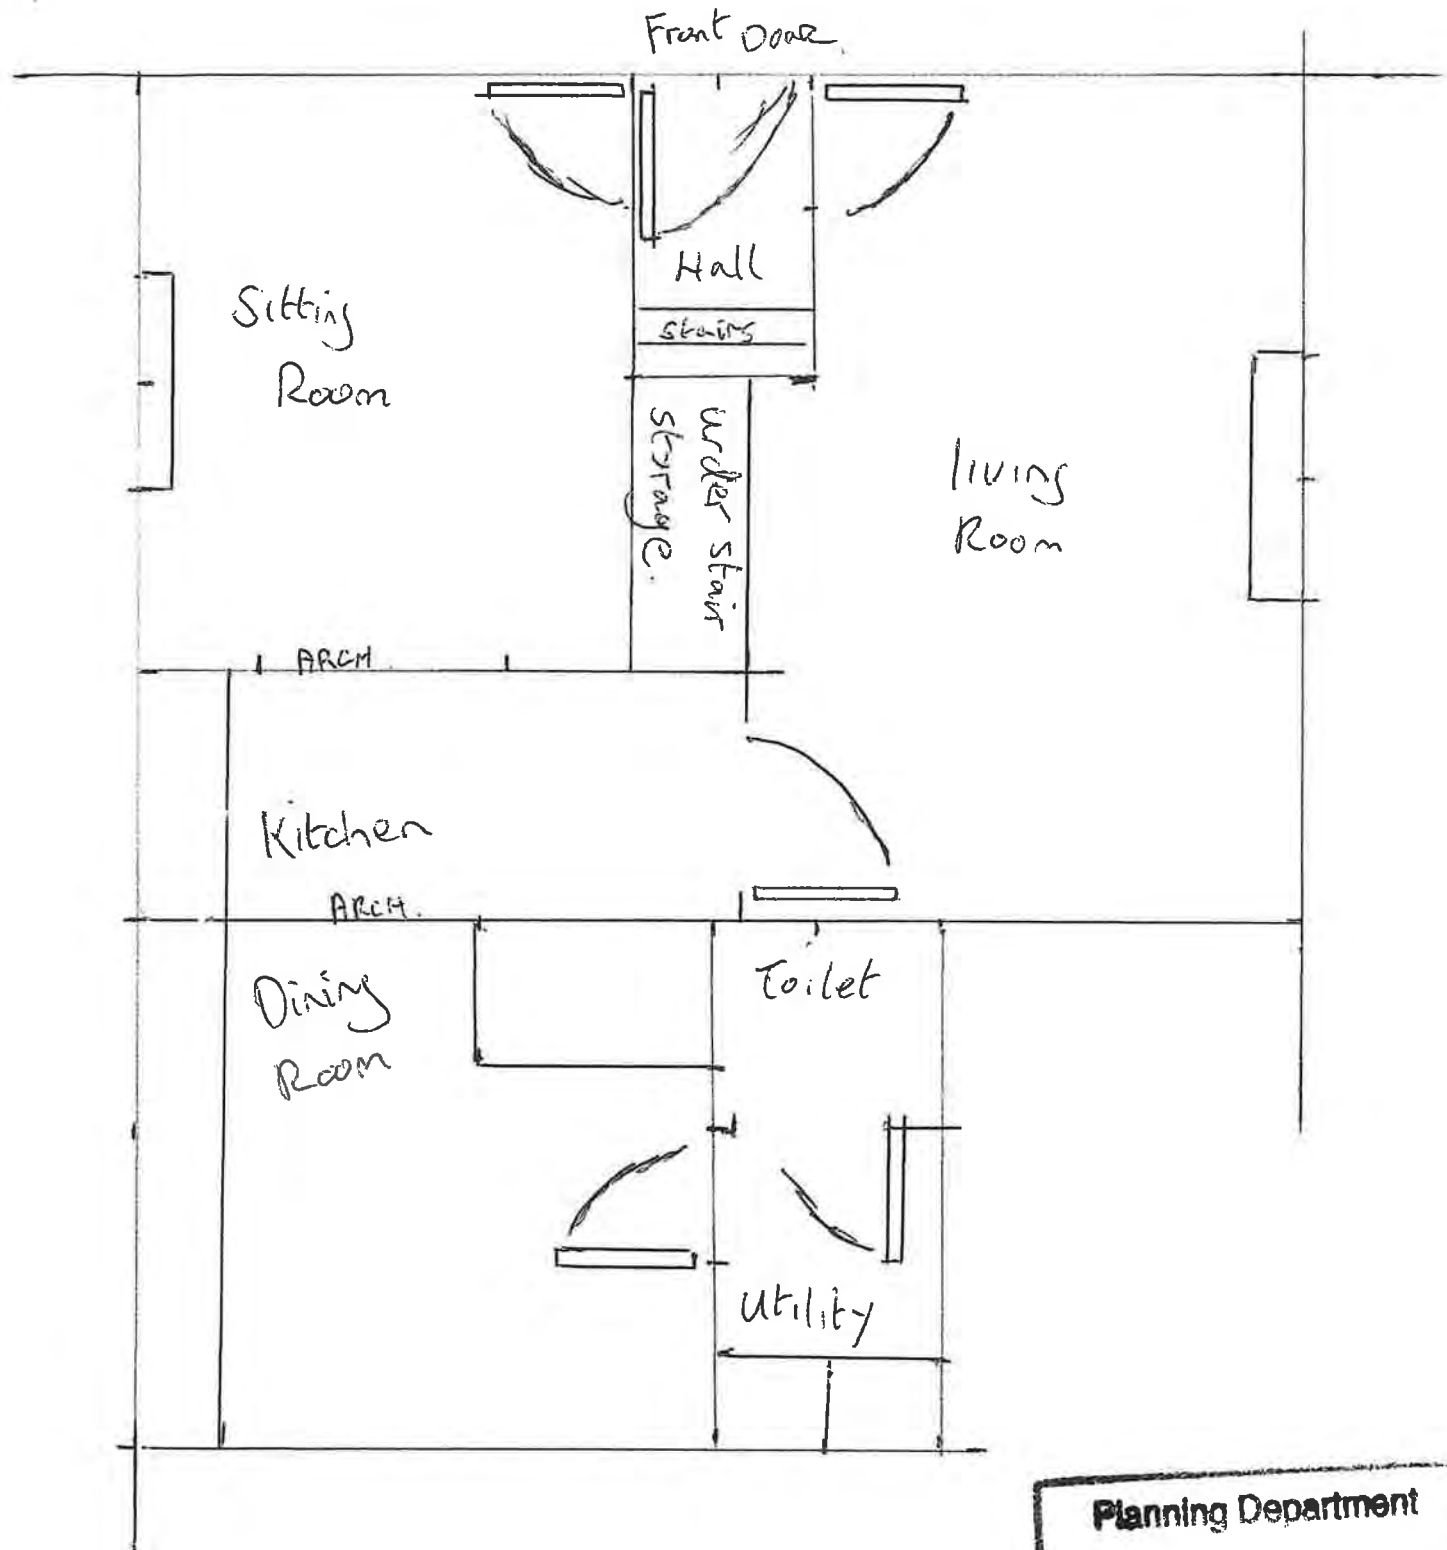 Front Door.
Hall
stairs
Sitting
Room
under stair
storage.
living
Room
ARCH
Kitchen
ARCH.
Toilet
Dining
Room
Utility
Planning Department